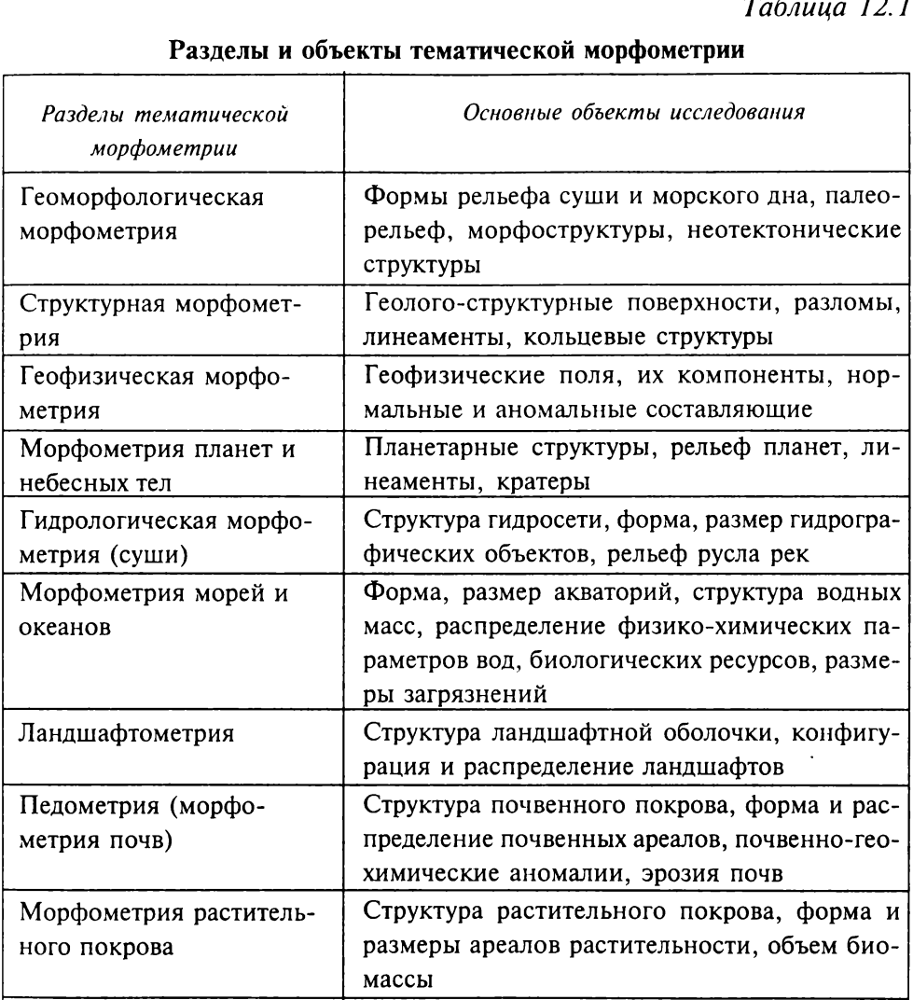 Таблица 12.1
Разделы и объекты тематической морфометрии
Разделы тематической
морфометрии
Основные объекты исследования
Геоморфологическая
морфометрия
Формы рельефа суши и морского дна, палео-
рельеф, морфоструктуры, неотектонические
структуры
Структурная морфомет-
рия
Геолого-структурные поверхности, разломы,
линеаменты, кольцевые структуры
Геофизическая морфо-
метрия
Геофизические поля, их компоненты, нор-
мальные и аномальные составляющие
Морфометрия планет и
небесных тел
Планетарные структуры, рельеф планет, ли-
неаменты, кратеры
Гидрологическая морфо-
метрия (суши)
Структура гидросети, форма, размер гидрогра-
фических объектов, рельеф русла рек
Морфометрия морей и
океанов
Форма, размер акваторий, структура водных
масс, распределение физико-химических па-
раметров вод, биологических ресурсов, разме-
ры загрязнений
Ландшафтометрия
Структура ландшафтной оболочки, конфигу-
рация и распределение ландшафтов
Педометрия (морфо-
метрия почв)
Структура почвенного покрова, форма и рас-
пределение почвенных ареалов, почвенно-гео-
химические аномалии, эрозия почв
Морфометрия раститель-
ного покрова
Структура растительного покрова, форма и
размеры ареалов растительности, объем био-
массы